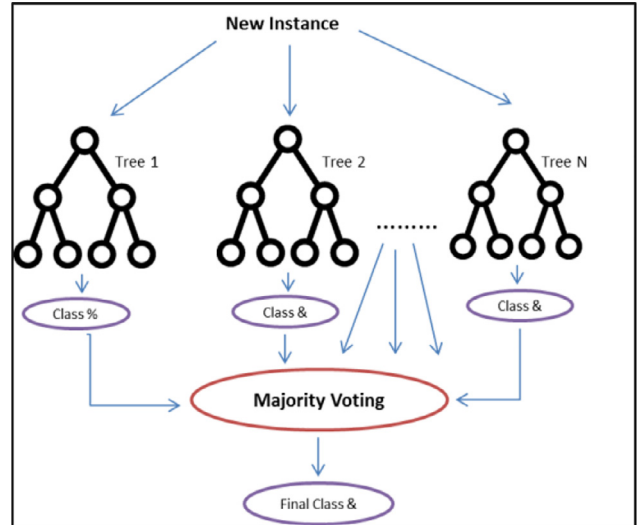 New Instance
Tree 1
Tree 2
Tree N
.........
Class %
Class &
Class &
Majority Voting
Final Class &